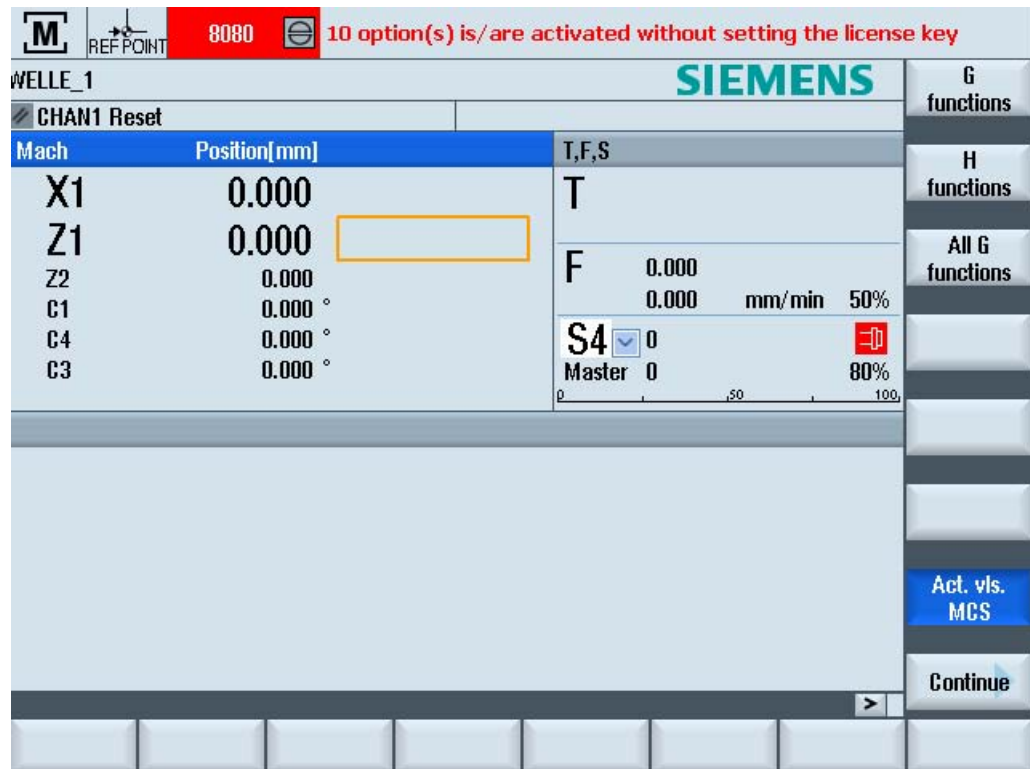 M REF POINT 8080 10 option(s) is/are activated without setting the license key
WELLE_1 SIEMENS
CHAN1 Reset
Mach Position[mm]
X1 0.000
Z1 0.000
Z2 0.000
C1 0.000 °
C4 0.000 °
C3 0.000 °
T,F,S
T
F 0.000
0.000 mm/min 50%
S4 0
Master 0 80%
0 50 100
G
functions
H
functions
All G
functions
Act. vls.
MCS
Continue
>